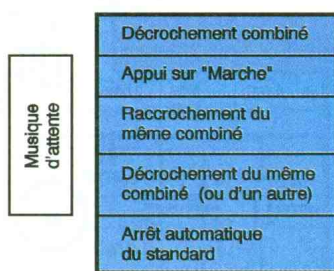 Musique
d'attente
Décrochement combiné
Appui sur "Marche"
Raccrochement du
même combiné
Décrochement du même
combiné (ou d'un autre)
Arrêt automatique
du standard